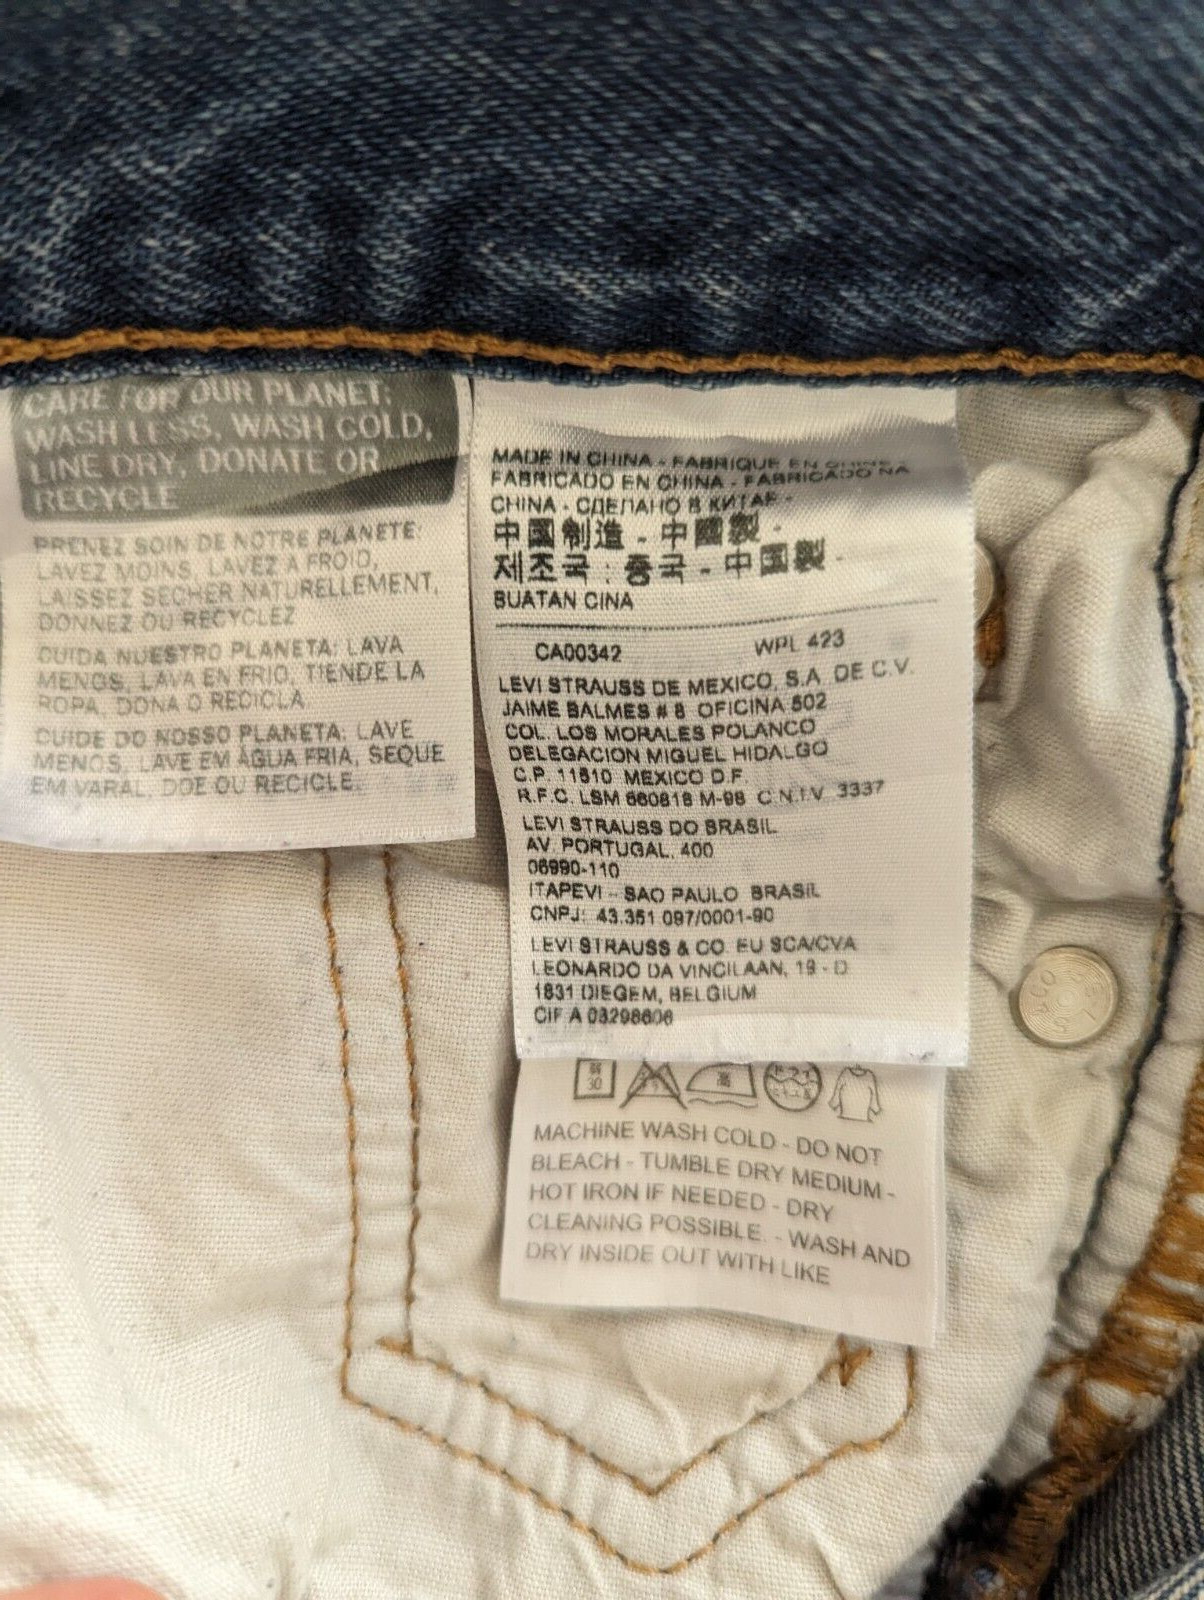 CARE FOR OUR PLANET:
WASH LESS, WASH COLD,
LINE DRY, DONATE OR
RECYCLE
PRENEZ SOIN DE NOTRE PLANETE:
LAVEZ MOINS, LAVEZ A FROID,
LAISSEZ SECHER NATURELLEMENT,
DONNEZ OU RECYCLEZ
CUIDA NUESTRO PLANETA: LAVA
MENOS, LAVA EN FRIO, TIENDE LA
ROPA, DONA O RECICLA
CUIDE DO NOSSO PLANETA: LAVE
MENOS, LAVE EM ÁGUA FRIA, SEQUE
EM VARAL, DOE OU RECICLE.
MADE IN CHINA - FABRIQUE EN CHINE -
FABRICADO EN CHINA - FABRICADO NA
CHINA - СДЕЛАНО В КИТАЕ -
中国制造 - 中國製 -
제조국 : 중국 - 中国製 -
BUATAN CINA
CA00342 WPL 423
LEVI STRAUSS DE MEXICO, S.A. DE C.V.
JAIME BALMES # 8 OFICINA 502
COL. LOS MORALES POLANCO
DELEGACION MIGUEL HIDALGO
C.P. 11510 MEXICO D.F.
R.F.C. LSM 660818 M-98 C.N.I.V. 3337
LEVI STRAUSS DO BRASIL
AV. PORTUGAL, 400
06990-110
ITAPEVI - SAO PAULO BRASIL
CNPJ: 43.351.097/0001-90
LEVI STRAUSS & CO. EU SCA/CVA
LEONARDO DA VINCILAAN, 19 - D
1831 DIEGEM, BELGIUM
CIF A 03298606
30
高
MACHINE WASH COLD - DO NOT
BLEACH - TUMBLE DRY MEDIUM -
HOT IRON IF NEEDED - DRY
CLEANING POSSIBLE. - WASH AND
DRY INSIDE OUT WITH LIKE